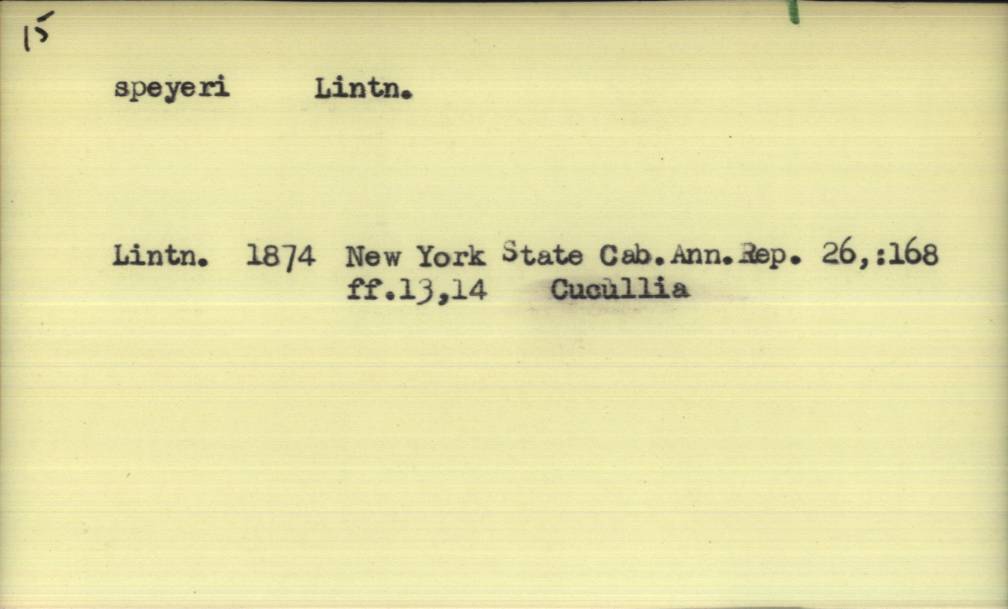 15
speyeri Lintn.
Lintn. 1874 New York State Cab. Ann. Rep. 26,:168
ff.13,14 Cucullia